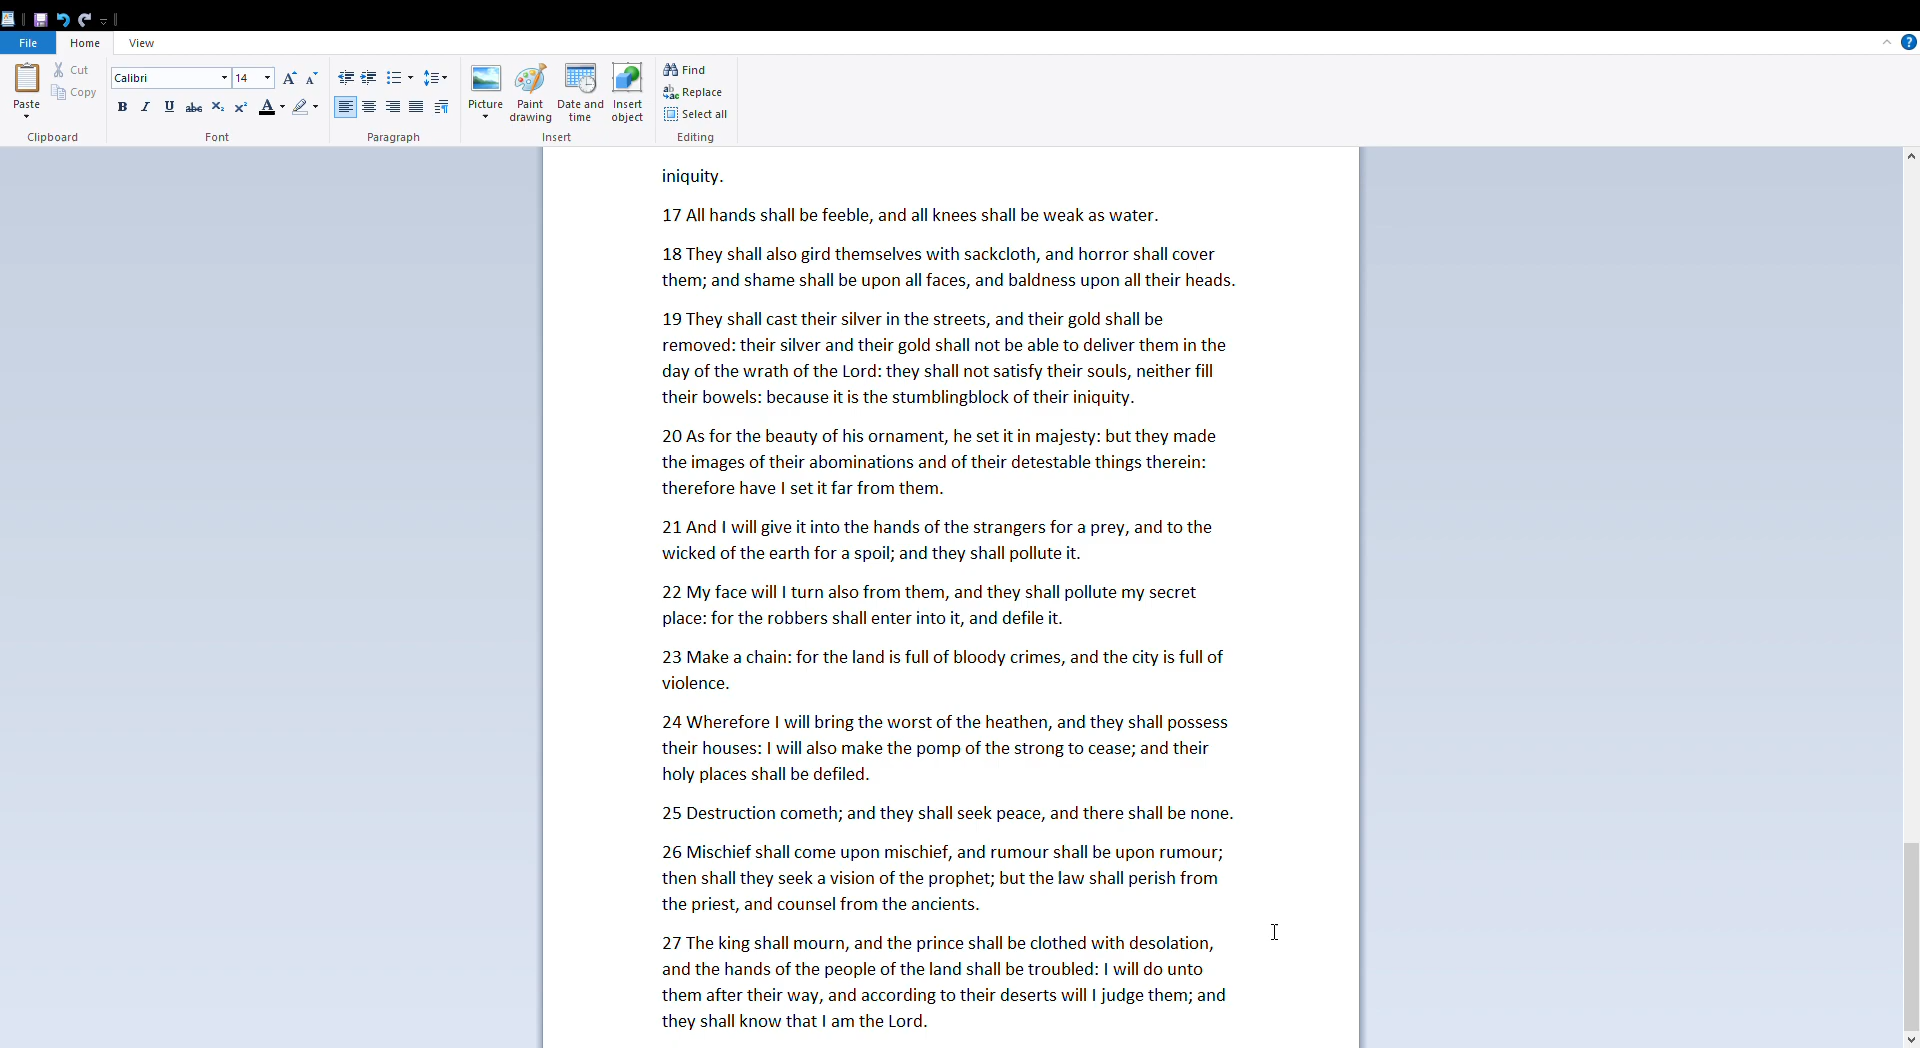 File Home View
Calibri 14
Cut
Copy
Paste
Picture
Paint drawing
Date and time
Insert object
Find
Replace
Select all
Clipboard Font Paragraph Insert Editing
iniquity.
17 All hands shall be feeble, and all knees shall be weak as water.
18 They shall also gird themselves with sackcloth, and horror shall cover
them; and shame shall be upon all faces, and baldness upon all their heads.
19 They shall cast their silver in the streets, and their gold shall be
removed: their silver and their gold shall not be able to deliver them in the
day of the wrath of the Lord: they shall not satisfy their souls, neither fill
their bowels: because it is the stumblingblock of their iniquity.
20 As for the beauty of his ornament, he set it in majesty: but they made
the images of their abominations and of their detestable things therein:
therefore have I set it far from them.
21 And I will give it into the hands of the strangers for a prey, and to the
wicked of the earth for a spoil; and they shall pollute it.
22 My face will I turn also from them, and they shall pollute my secret
place: for the robbers shall enter into it, and defile it.
23 Make a chain: for the land is full of bloody crimes, and the city is full of
violence.
24 Wherefore I will bring the worst of the heathen, and they shall possess
their houses: I will also make the pomp of the strong to cease; and their
holy places shall be defiled.
25 Destruction cometh; and they shall seek peace, and there shall be none.
26 Mischief shall come upon mischief, and rumour shall be upon rumour;
then shall they seek a vision of the prophet; but the law shall perish from
the priest, and counsel from the ancients.
27 The king shall mourn, and the prince shall be clothed with desolation,
and the hands of the people of the land shall be troubled: I will do unto
them after their way, and according to their deserts will I judge them; and
they shall know that I am the Lord.